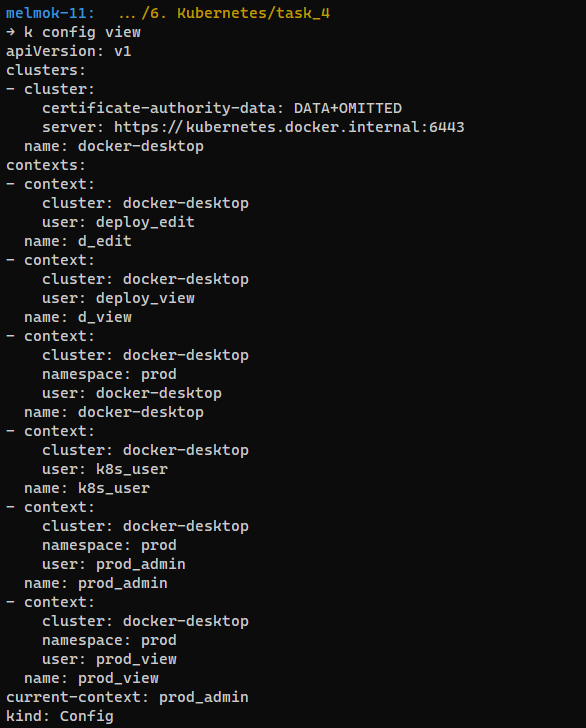 melmok-11:  .../6. Kubernetes/task_4
→ k config view
apiVersion: v1
clusters:
- cluster:
    certificate-authority-data: DATA+OMITTED
    server: https://kubernetes.docker.internal:6443
  name: docker-desktop
contexts:
- context:
    cluster: docker-desktop
    user: deploy_edit
  name: d_edit
- context:
    cluster: docker-desktop
    user: deploy_view
  name: d_view
- context:
    cluster: docker-desktop
    namespace: prod
    user: docker-desktop
  name: docker-desktop
- context:
    cluster: docker-desktop
    user: k8s_user
  name: k8s_user
- context:
    cluster: docker-desktop
    namespace: prod
    user: prod_admin
  name: prod_admin
- context:
    cluster: docker-desktop
    namespace: prod
    user: prod_view
  name: prod_view
current-context: prod_admin
kind: Config